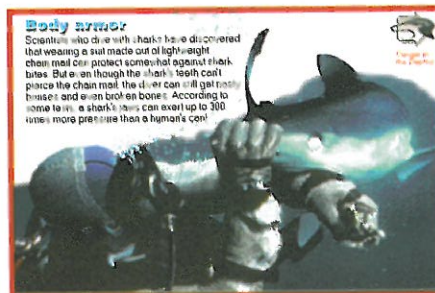 Body armor
Scientists who dive with sharks have discovered
that wearing a suit made out of lightweight
chain mail can protect somewhat against shark
bites. But even though the shark's teeth can't
pierce the chain mail, the diver can still get nasty
bruises and even broken bones. According to
some tests, a shark's jaws can exert up to 300
times more pressure than a human's can!